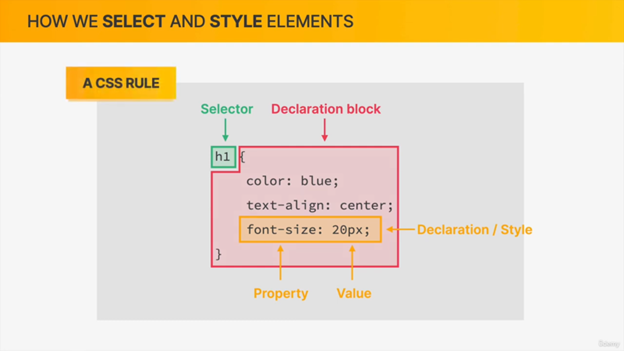 HOW WE SELECT AND STYLE ELEMENTS
A CSS RULE
Selector
Declaration block
h1 {
color: blue;
text-align: center;
font-size: 20px;
Declaration / Style
}
Property
Value
Udemy